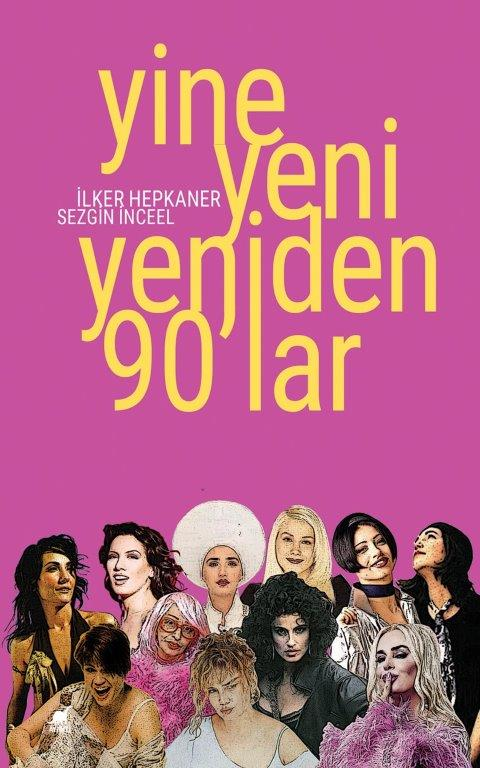 yine
yeni
İLKER HEPKANER
SEZGİN İNCEEL
yeniden
90'lar